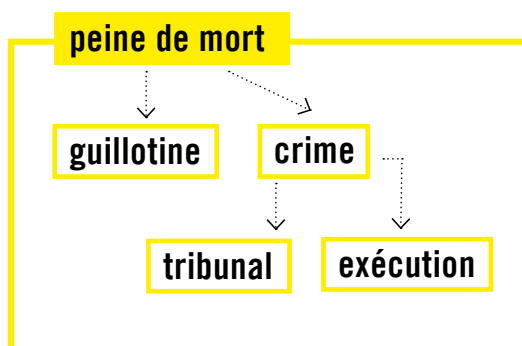 peine de mort
guillotine
crime
tribunal
exécution